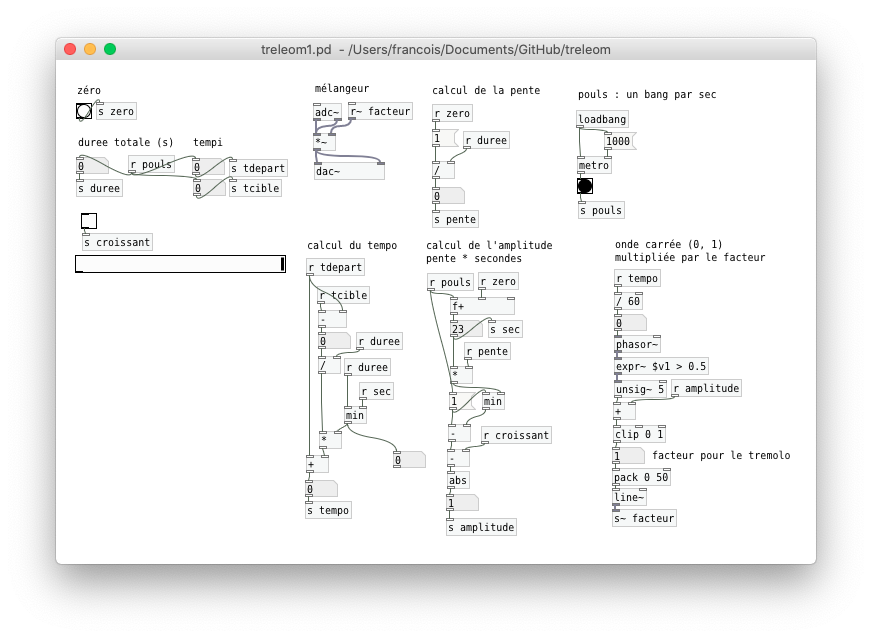 treleom1.pd - /Users/francois/Documents/GitHub/treleom
zéro
s zero
duree totale (s)
tempi
0
r pouls
0
s tdepart
s duree
0
s tcible
s croissant
mélangeur
adc~
r~ facteur
*~
dac~
calcul de la pente
r zero
1
r duree
/
0
s pente
pouls : un bang par sec
loadbang
1000
metro
s pouls
calcul du tempo
r tdepart
r tcible
-
0
r duree
/
r duree
r sec
min
*
0
+
0
s tempo
calcul de l'amplitude
pente * secondes
r pouls
r zero
f+
23
s sec
r pente
*
1
min
-
r croissant
-
abs
1
s amplitude
onde carrée (0, 1)
multipliée par le facteur
r tempo
/ 60
0
phasor~
expr~ $v1 > 0.5
unsig~ 5
r amplitude
+
clip 0 1
1
facteur pour le tremolo
pack 0 50
line~
s~ facteur